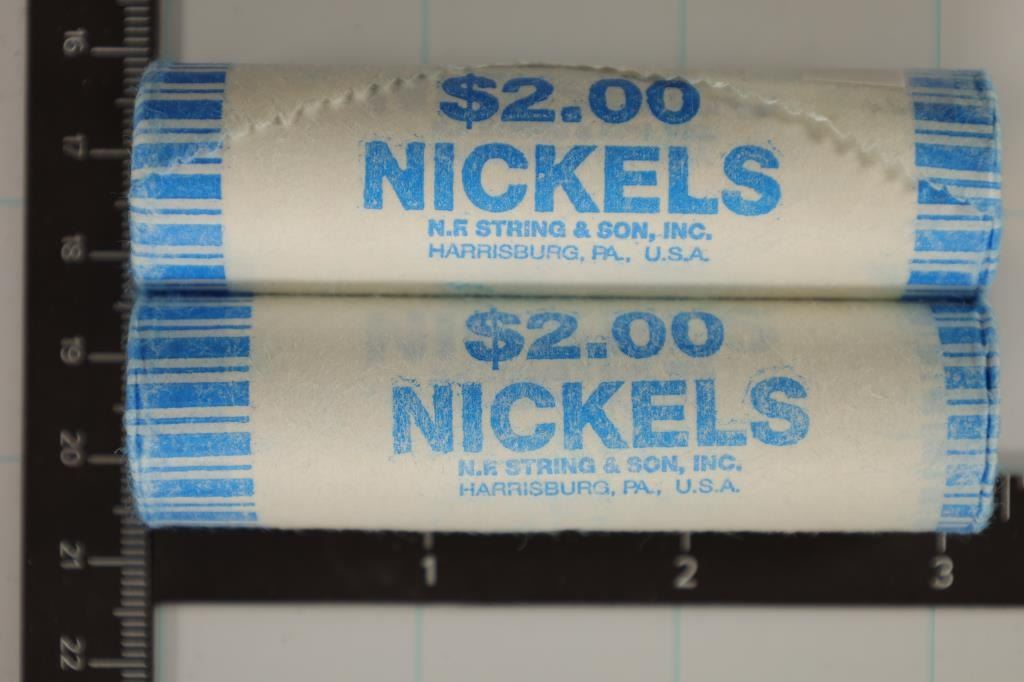 16
$2.00
NICKELS
17
N.F. STRING & SON, INC.
HARRISBURG, PA., U.S.A.
18
$2.00
19
NICKELS
20
N.F. STRING & SON, INC.
HARRISBURG, PA., U.S.A.
21
1 2 3
22